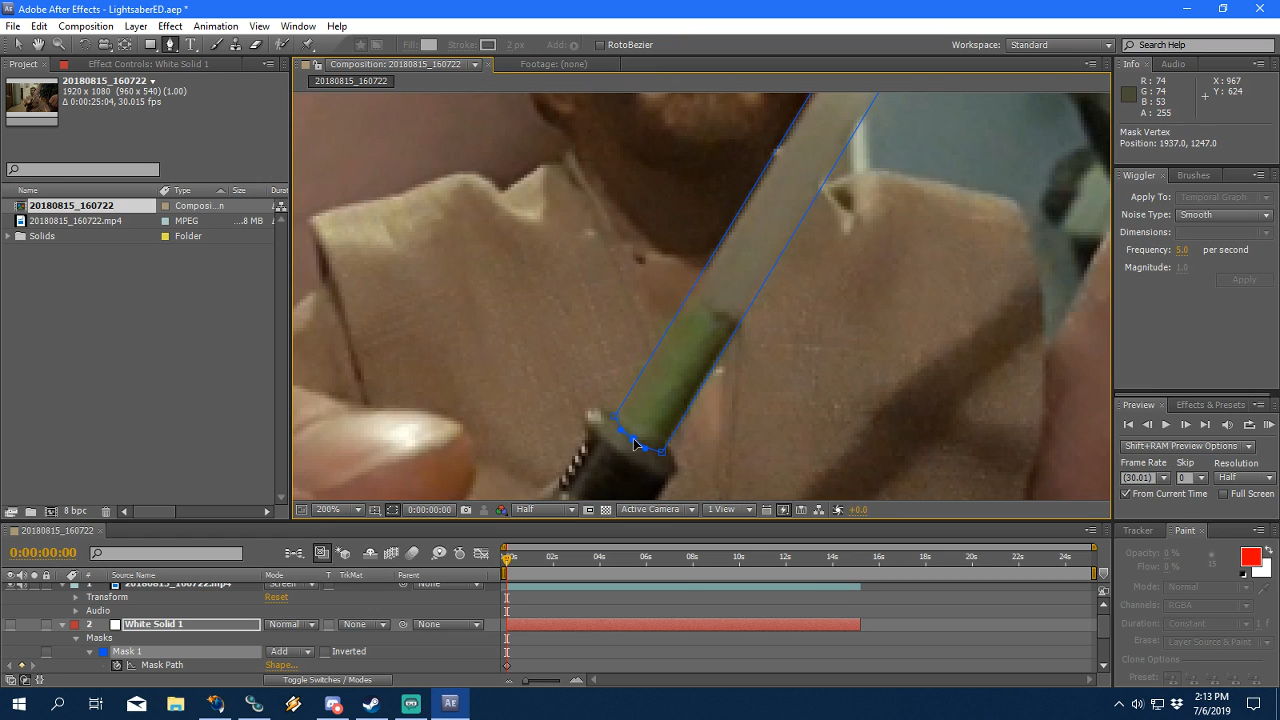 Adobe After Effects - LightsaberED.aep *
File Edit Composition Layer Effect Animation View Window Help
Fill: Stroke: 2 px Add: RotoBezier Workspace: Standard Search Help
Project Effect Controls: White Solid 1 Composition: 20180815_160722 Footage: (none) Info Audio
20180815_160722
20180815_160722
1920 x 1080 (960 x 540) (1.00)
Δ 0:00:25:04, 30.015 fps
R: 74
G: 74
B: 53
A: 255
X: 967
Y: 624
Mask Vertex
Position: 1937.0, 1247.0
Name Type Size Durat
20180815_160722 Composi...n
20180815_160722.mp4 MPEG ....8 MB
Solids Folder
Wiggler Brushes
Apply To: Temporal Graph
Noise Type: Smooth
Dimensions:
Frequency: 5.0 per second
Magnitude: 1.0
Apply
Preview Effects & Presets
Shift+RAM Preview Options
Frame Rate Skip Resolution
(30.01) 0 Half
From Current Time Full Screen
8 bpc
200% 0:00:00:00 Half Active Camera 1 View +0.0
20180815_160722
0:00:00:00
02s 04s 06s 08s 10s 12s 14s 16s 18s 20s 22s 24s
# Source Name Mode T TrkMat Parent
1 20180815_160722.mp4 Screen None
Transform Reset
Audio
2 White Solid 1 Normal None None
Masks
Mask 1 Add Inverted
Mask Path Shape...
Toggle Switches / Modes
Tracker Paint
Opacity: 0 %
Flow: 0 %
15
Mode: Normal
Channels: RGBA
Duration: Constant 1 f
Erase: Layer Source & Paint
Clone Options
Preset:
2:13 PM
7/6/2019